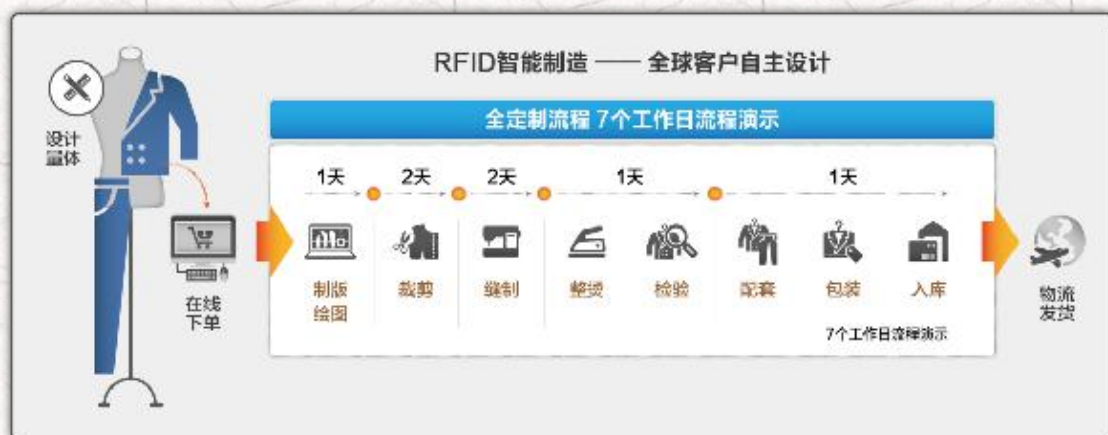 RFID智能制造 —— 全球客户自主设计
全定制流程 7个工作日流程演示
设计
量体
在线
下单
1天
2天
2天
1天
1天
制版
绘图
裁剪
缝制
整烫
检验
配套
包装
入库
7个工作日流程演示
物流
发货